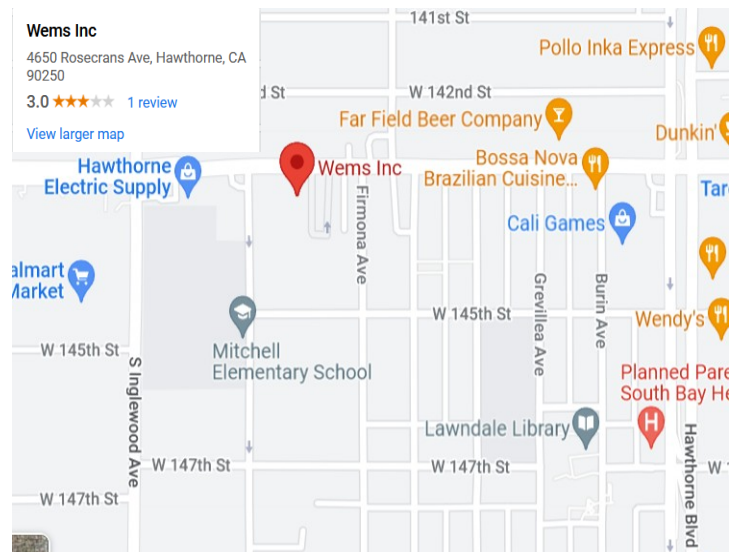 Wems Inc
4650 Rosecrans Ave, Hawthorne, CA
90250
3.0
1 review
View larger map
141st St
Pollo Inka Express
d St
W 142nd St
Far Field Beer Company
Dunkin'
Hawthorne
Electric Supply
Wems Inc
Bossa Nova
Brazilian Cuisine...
Tar
Firmona Ave
Cali Games
almart
Market
Grevillea Ave
Burin Ave
W 145th St
Wendy's
Mitchell
Elementary School
W 145th St
S Inglewood Ave
Planned Pare
South Bay He
H
Lawndale Library
Hawthorne Blvd
W 147th St
W 147th St
W 1
W 147th St